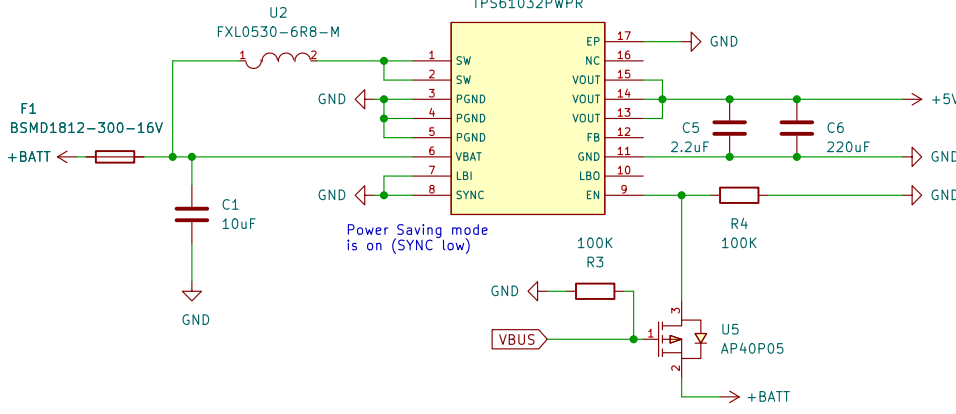 TPS61032PWPR
U2
FXL0530-6R8-M
1
2
F1
BSMD1812-300-16V
+BATT
C1
10uF
GND
GND
GND
1 SW
2 SW
3 PGND
4 PGND
5 PGND
6 VBAT
7 LBI
8 SYNC
EP 17
NC 16
VOUT 15
VOUT 14
VOUT 13
FB 12
GND 11
LBO 10
EN 9
GND
+5V
C5
2.2uF
C6
220uF
GND
GND
R4
100K
Power Saving mode
is on (SYNC low)
100K
R3
GND
VBUS
3
1
2
U5
AP40P05
+BATT